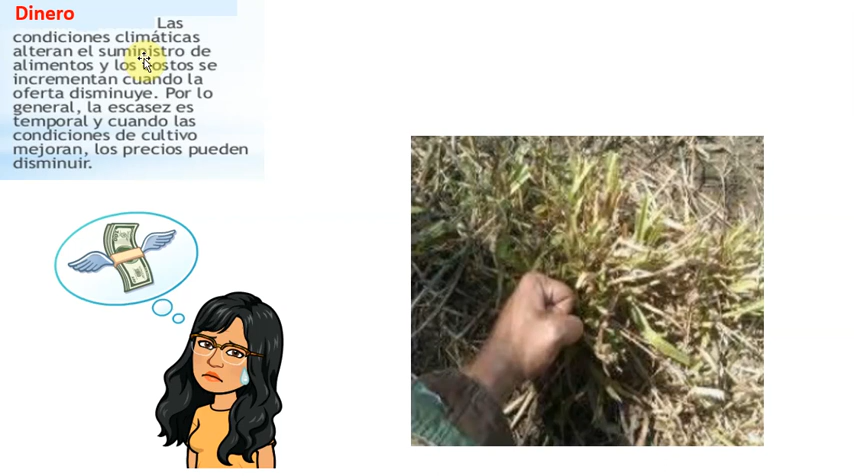 Dinero
Las
condiciones climáticas
alteran el suministro de
alimentos y los costos se
incrementan cuando la
oferta disminuye. Por lo
general, la escasez es
temporal y cuando las
condiciones de cultivo
mejoran, los precios pueden
disminuir.